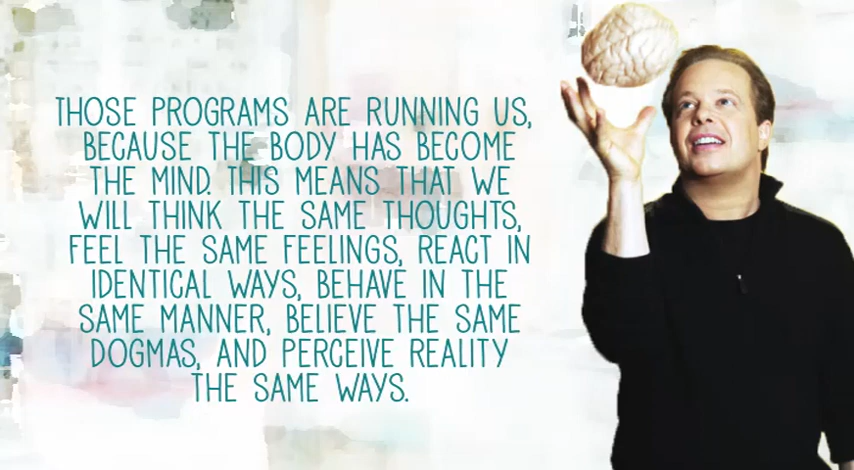 THOSE PROGRAMS ARE RUNNING US,
BECAUSE THE BODY HAS BECOME
THE MIND. THIS MEANS THAT WE
WILL THINK THE SAME THOUGHTS,
FEEL THE SAME FEELINGS, REACT IN
IDENTICAL WAYS, BEHAVE IN THE
SAME MANNER, BELIEVE THE SAME
DOGMAS, AND PERCEIVE REALITY
THE SAME WAYS.